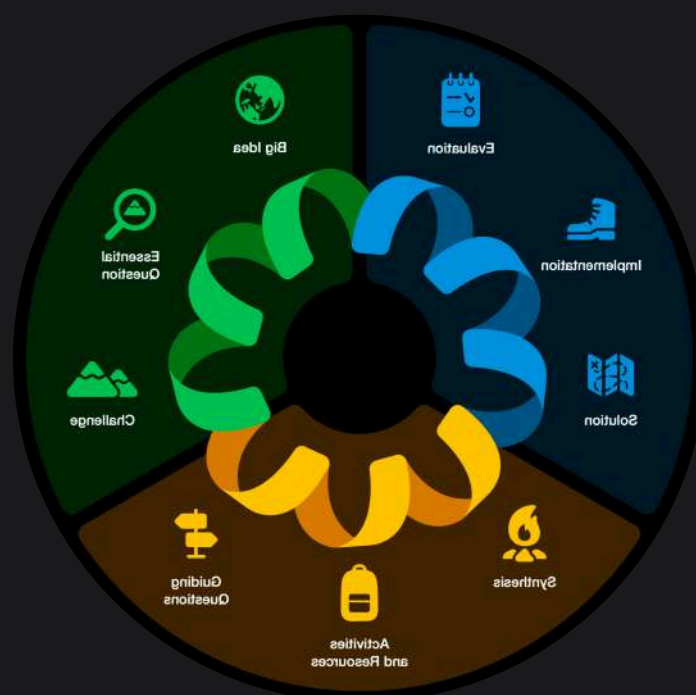 Big Idea
Essential
Question
Challenge
Guiding
Questions
Activities
and Resources
Synthesis
Solution
Implementation
Evaluation